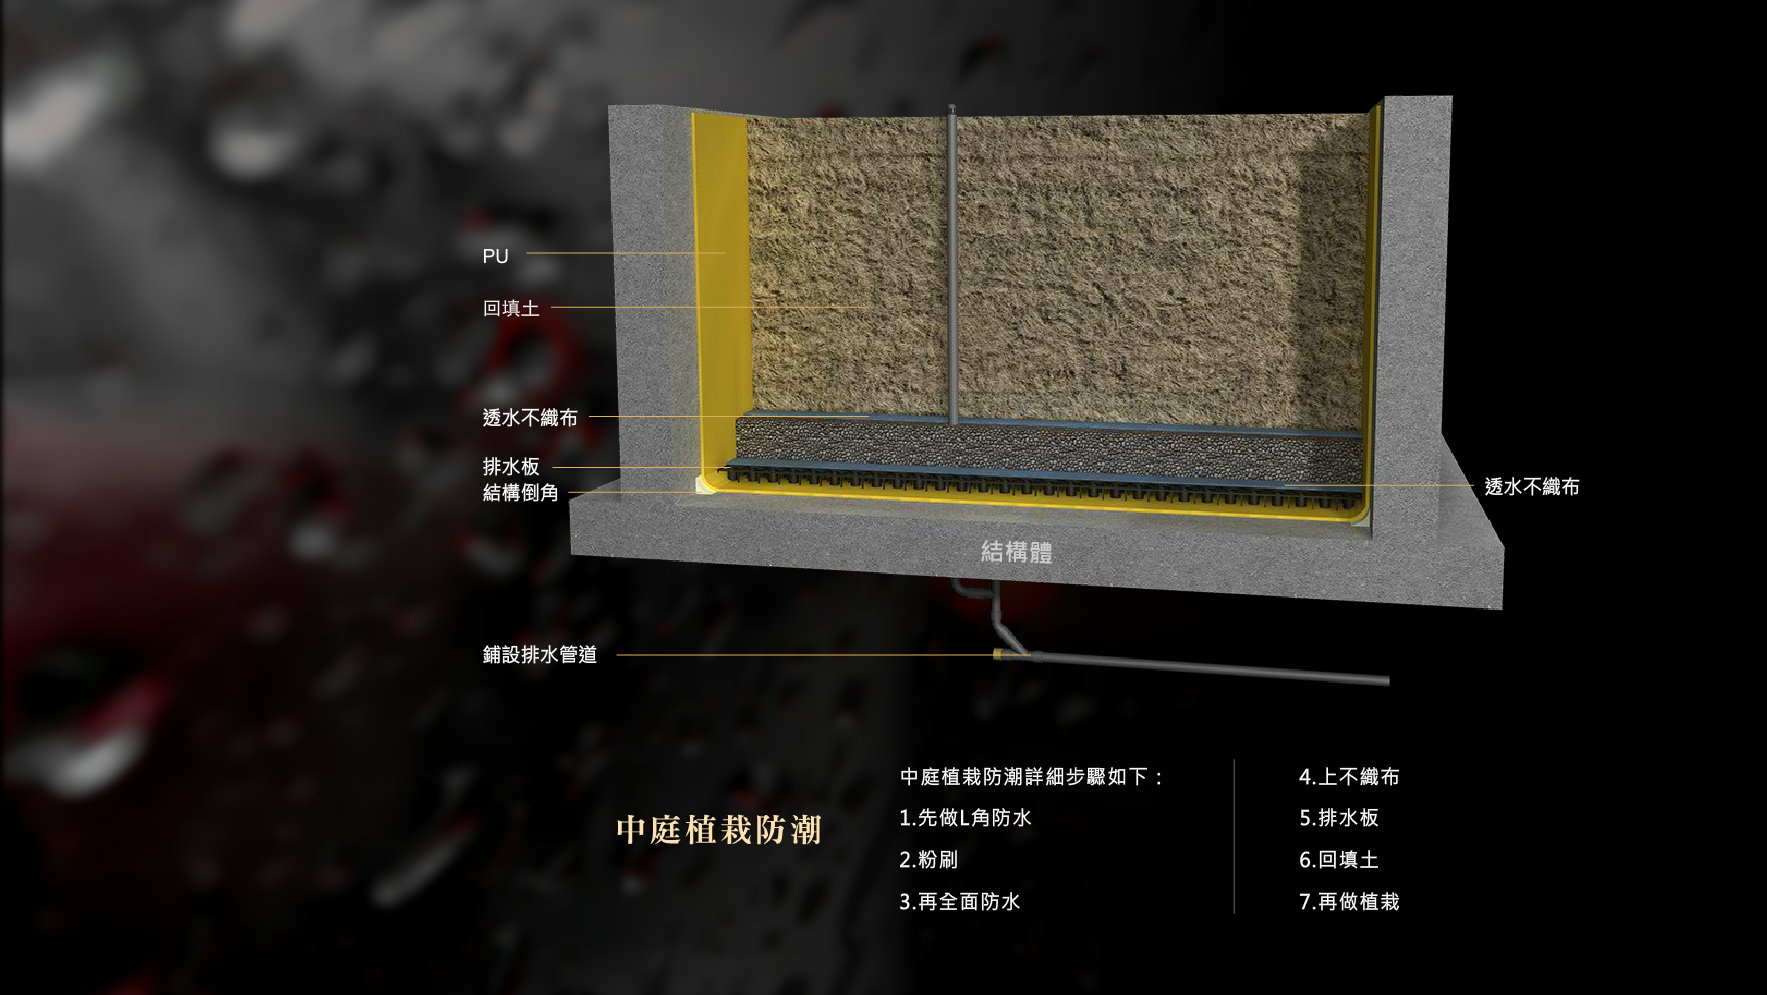 PU
回填土
透水不織布
排水板
結構倒角
透水不織布
結構體
鋪設排水管道
中庭植栽防潮
中庭植栽防潮詳細步驟如下：
1.先做L角防水
2.粉刷
3.再全面防水
4.上不織布
5.排水板
6.回填土
7.再做植栽